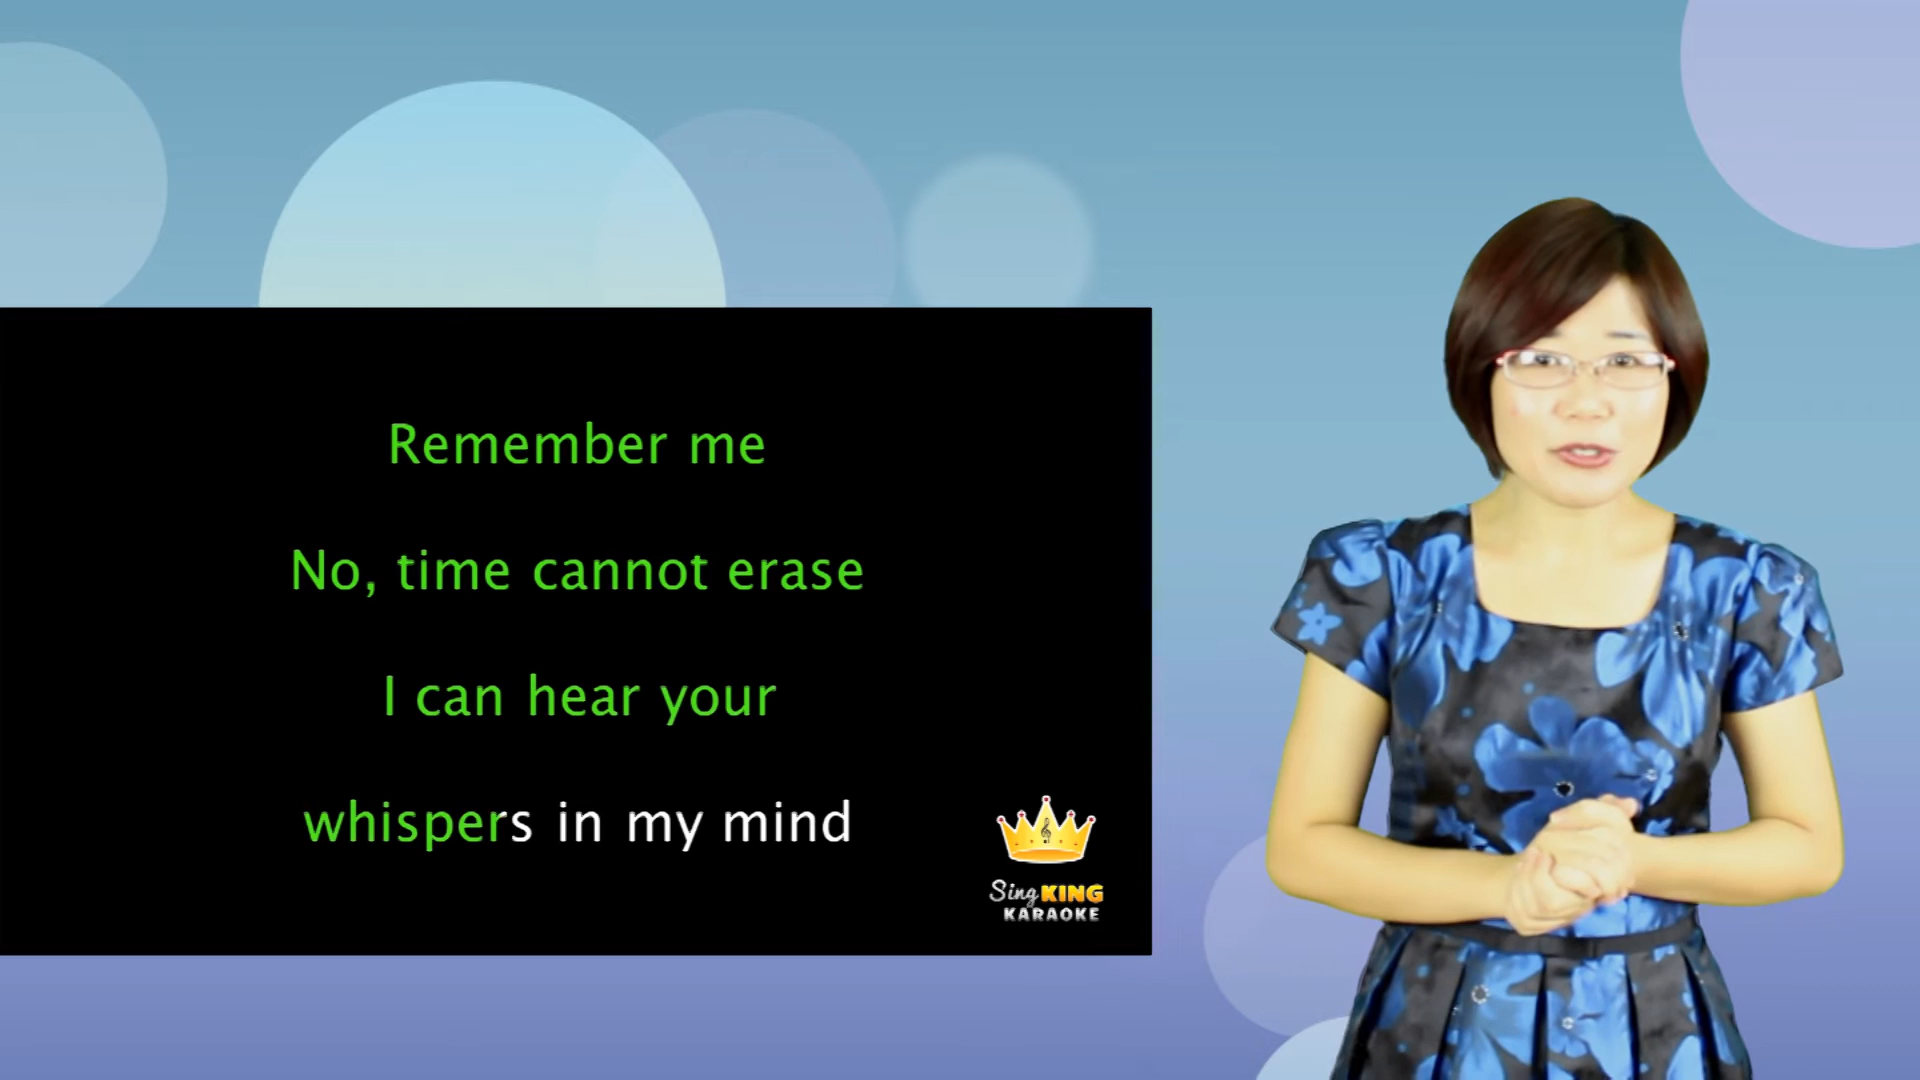 Remember me
No, time cannot erase
I can hear your
whispers in my mind
Sing KING
KARAOKE